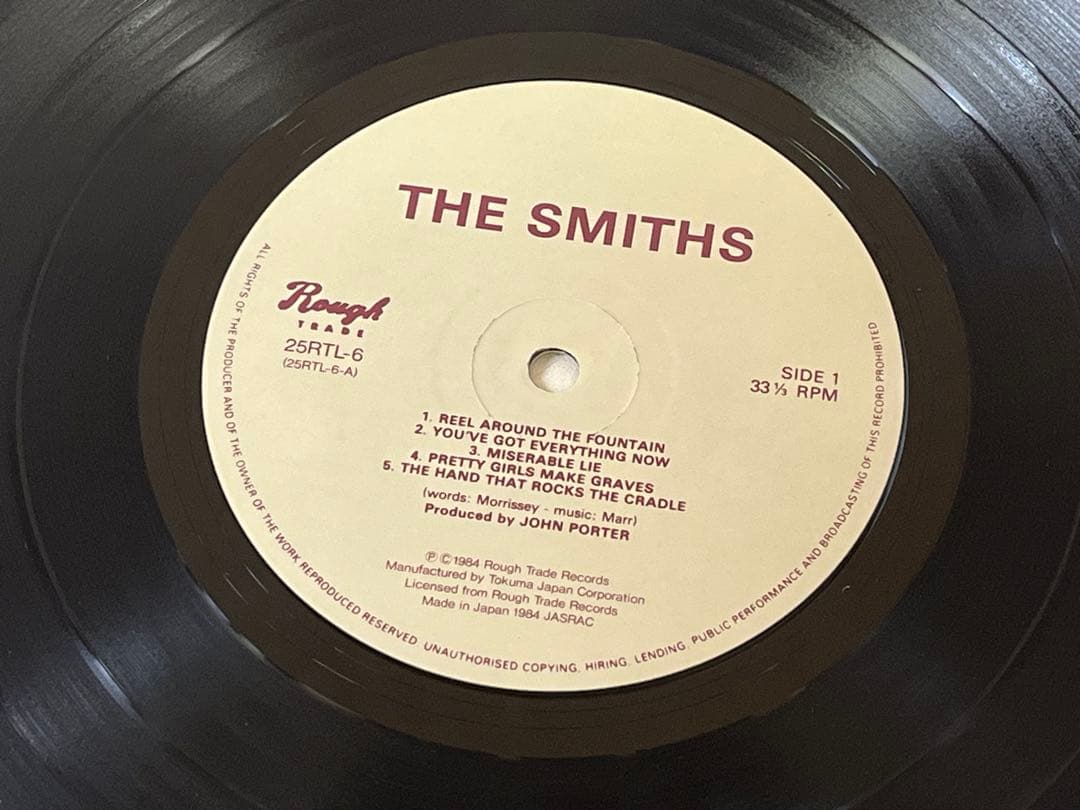 THE SMITHS
Rough
TRADE
25RTL-6
(25RTL-6-A)
SIDE 1
33 ⅓ RPM
1. REEL AROUND THE FOUNTAIN
2. YOU'VE GOT EVERYTHING NOW
3. MISERABLE LIE
4. PRETTY GIRLS MAKE GRAVES
5. THE HAND THAT ROCKS THE CRADLE
(words: Morrissey - music: Marr)
Produced by JOHN PORTER
Ⓟ©1984 Rough Trade Records
Manufactured by Tokuma Japan Corporation
Licensed from Rough Trade Records
Made in Japan 1984 JASRAC
ALL RIGHTS OF THE PRODUCER AND OF THE OWNER OF THE WORK REPRODUCED RESERVED. UNAUTHORISED COPYING, HIRING, LENDING, PUBLIC PERFORMANCE AND BROADCASTING OF THIS RECORD PROHIBITED